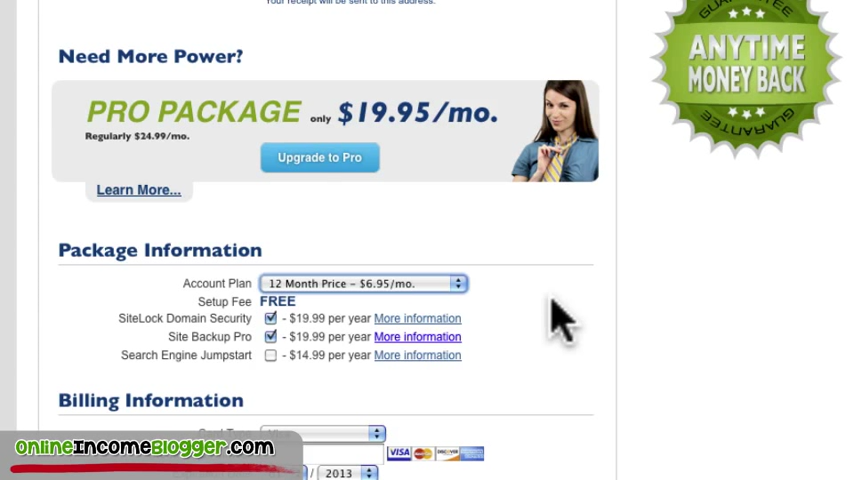 Your receipt will be sent to this address.
Need More Power?
PRO PACKAGE only $19.95/mo.
Regularly $24.99/mo.
Upgrade to Pro
Learn More...
GUARANTEE
ANYTIME
MONEY BACK
GUARANTEE
Package Information
Account Plan 12 Month Price - $6.95/mo.
Setup Fee FREE
SiteLock Domain Security - $19.99 per year More information
Site Backup Pro - $19.99 per year More information
Search Engine Jumpstart - $14.99 per year More information
Billing Information
VISA
/ 2013
onlineIncomeBlogger.com